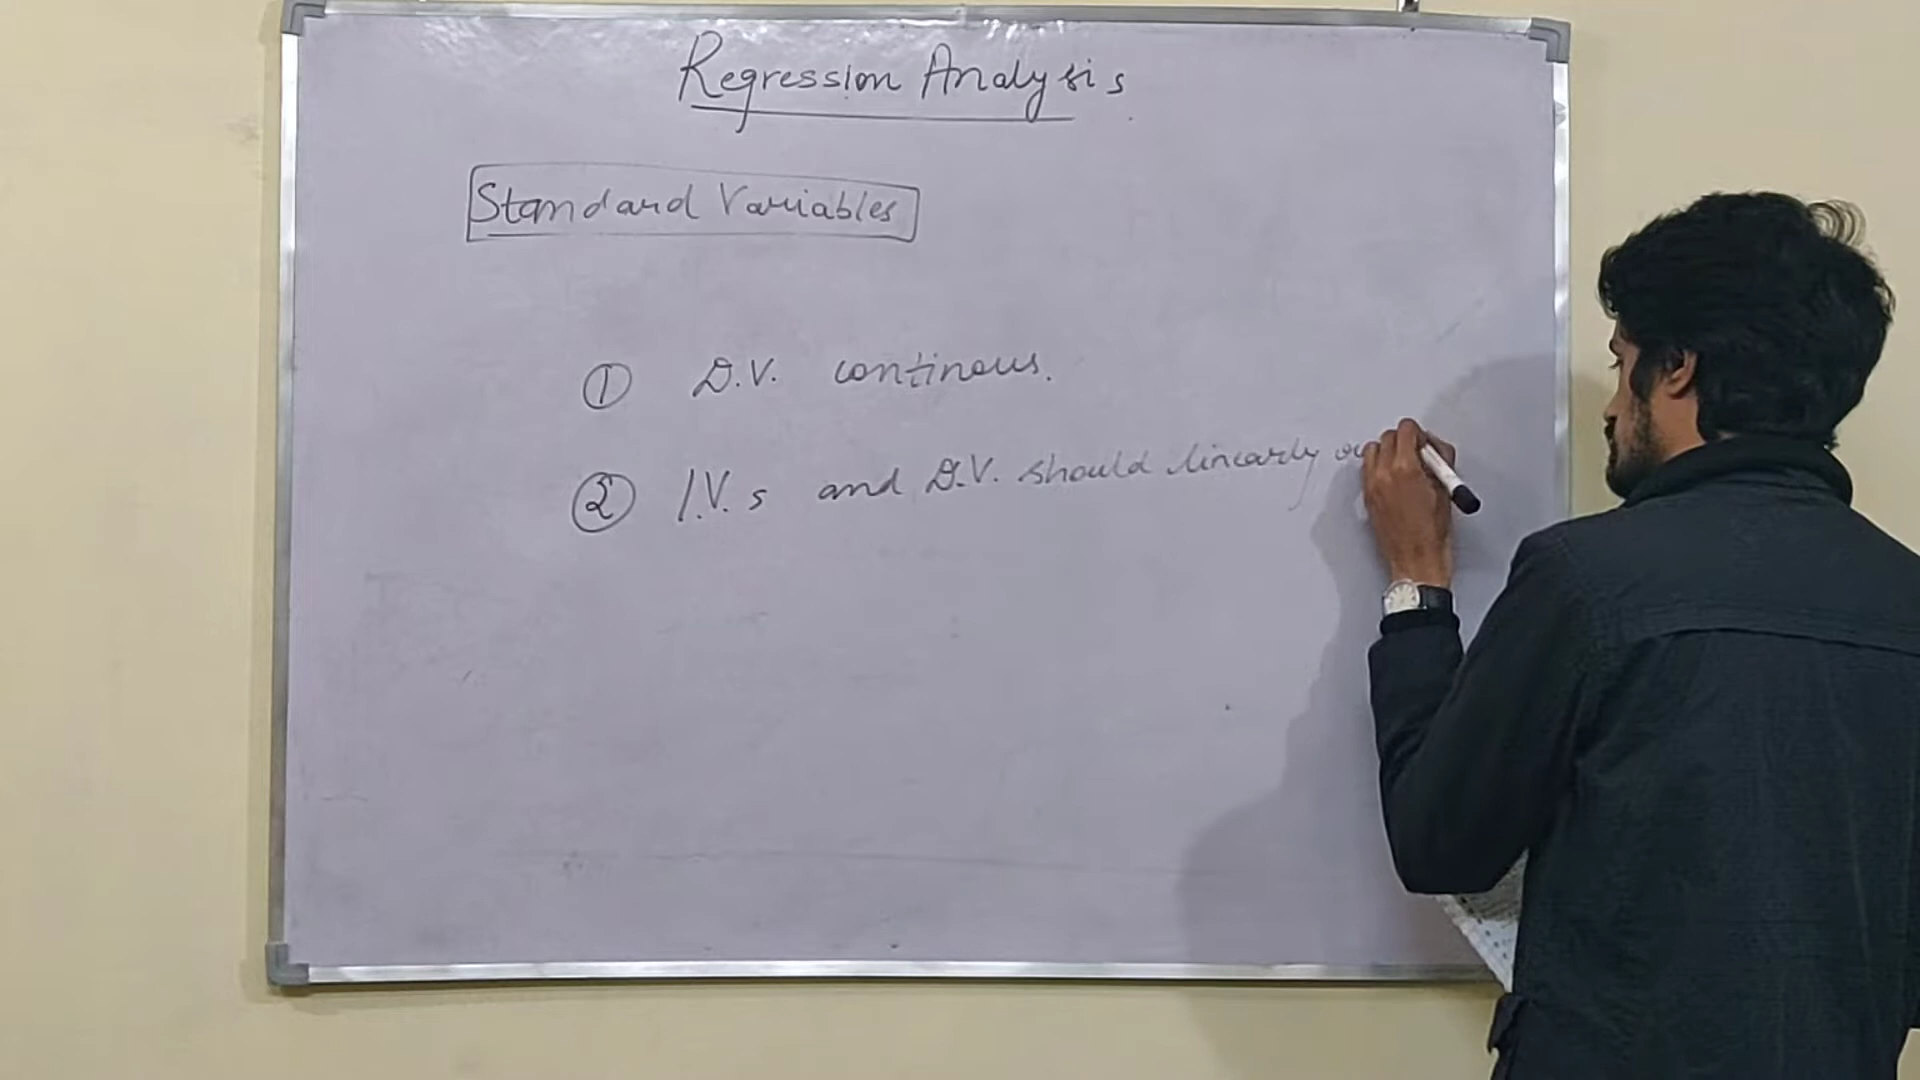 Regression Analysis
Standard Variables
① D.V. continous.
② I.V.s and D.V. should linearly